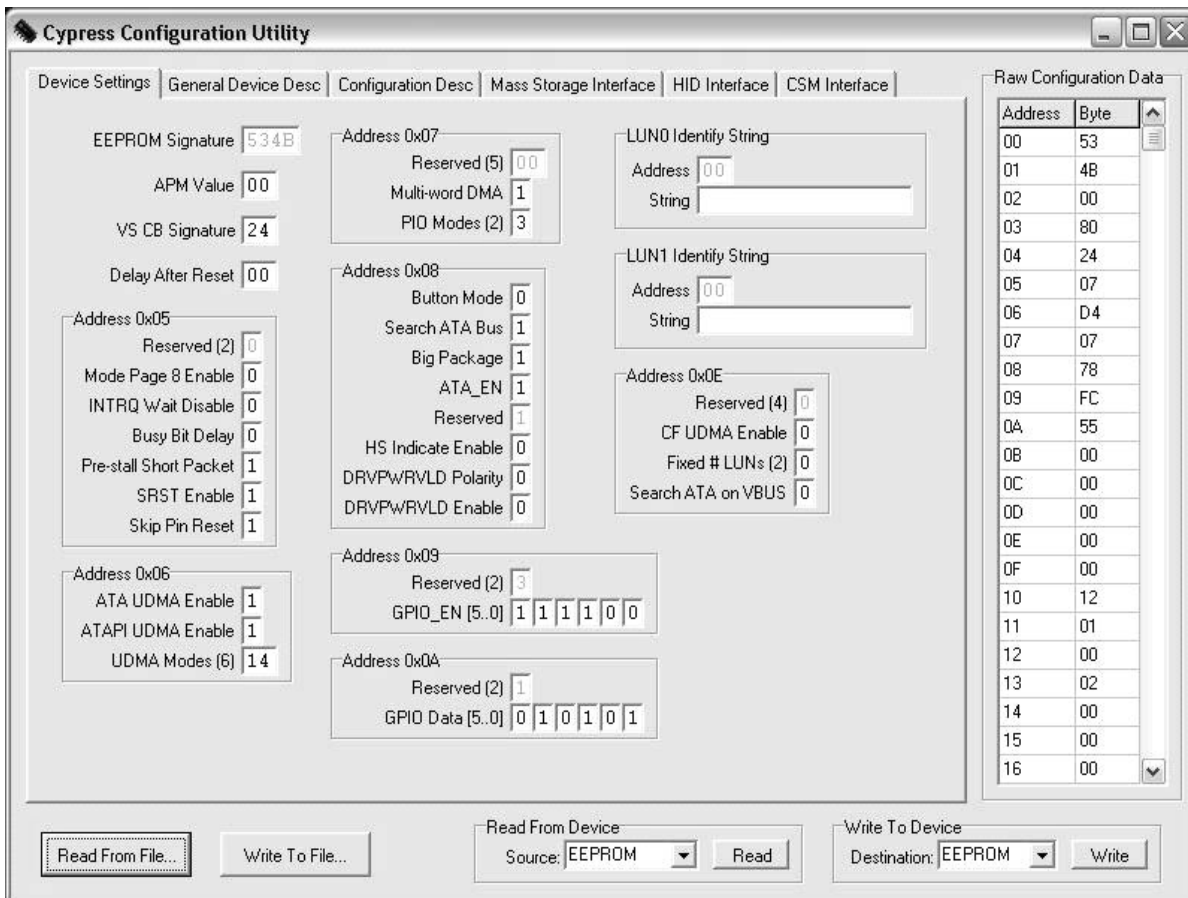 Cypress Configuration Utility
Device Settings General Device Desc Configuration Desc Mass Storage Interface HID Interface CSM Interface
EEPROM Signature 534B
APM Value 00
VS CB Signature 24
Delay After Reset 00
Address 0x05
Reserved (2) 0
Mode Page 8 Enable 0
INTRQ Wait Disable 0
Busy Bit Delay 0
Pre-stall Short Packet 1
SRST Enable 1
Skip Pin Reset 1
Address 0x06
ATA UDMA Enable 1
ATAPI UDMA Enable 1
UDMA Modes (6) 14
Address 0x07
Reserved (5) 00
Multi-word DMA 1
PIO Modes (2) 3
Address 0x08
Button Mode 0
Search ATA Bus 1
Big Package 1
ATA_EN 1
Reserved 1
HS Indicate Enable 0
DRVPWRVLD Polarity 0
DRVPWRVLD Enable 0
Address 0x09
Reserved (2) 3
GPIO_EN [5..0] 1 1 1 1 0 0
Address 0x0A
Reserved (2) 1
GPIO Data [5..0] 0 1 0 1 0 1
LUN0 Identify String
Address 00
String
LUN1 Identify String
Address 00
String
Address 0x0E
Reserved (4) 0
CF UDMA Enable 0
Fixed # LUNs (2) 0
Search ATA on VBUS 0
Raw Configuration Data
Address Byte
00 53
01 4B
02 00
03 80
04 24
05 07
06 D4
07 07
08 78
09 FC
0A 55
0B 00
0C 00
0D 00
0E 00
0F 00
10 12
11 01
12 00
13 02
14 00
15 00
16 00
Read From File...
Write To File...
Read From Device
Source: EEPROM Read
Write To Device
Destination: EEPROM Write